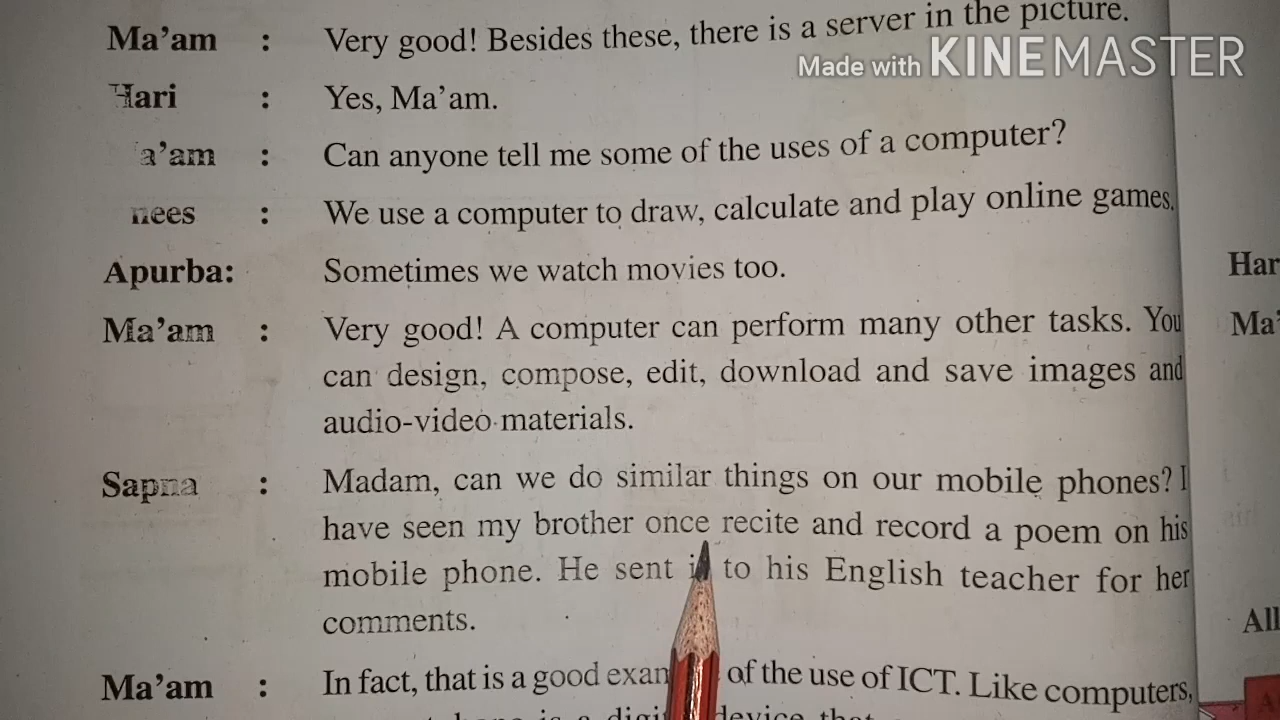 Ma'am : Very good! Besides these, there is a server in the picture.
Made with KINEMASTER
Hari : Yes, Ma'am.
a'am : Can anyone tell me some of the uses of a computer?
nees : We use a computer to draw, calculate and play online games.
Apurba: Sometimes we watch movies too.
Har
Ma'am : Very good! A computer can perform many other tasks. You
Ma'
can design, compose, edit, download and save images and
audio-video materials.
Sapna : Madam, can we do similar things on our mobile phones? I
have seen my brother once recite and record a poem on his
mobile phone. He sent it to his English teacher for her
comments.
All
Ma'am : In fact, that is a good exam of the use of ICT. Like computers,
device that